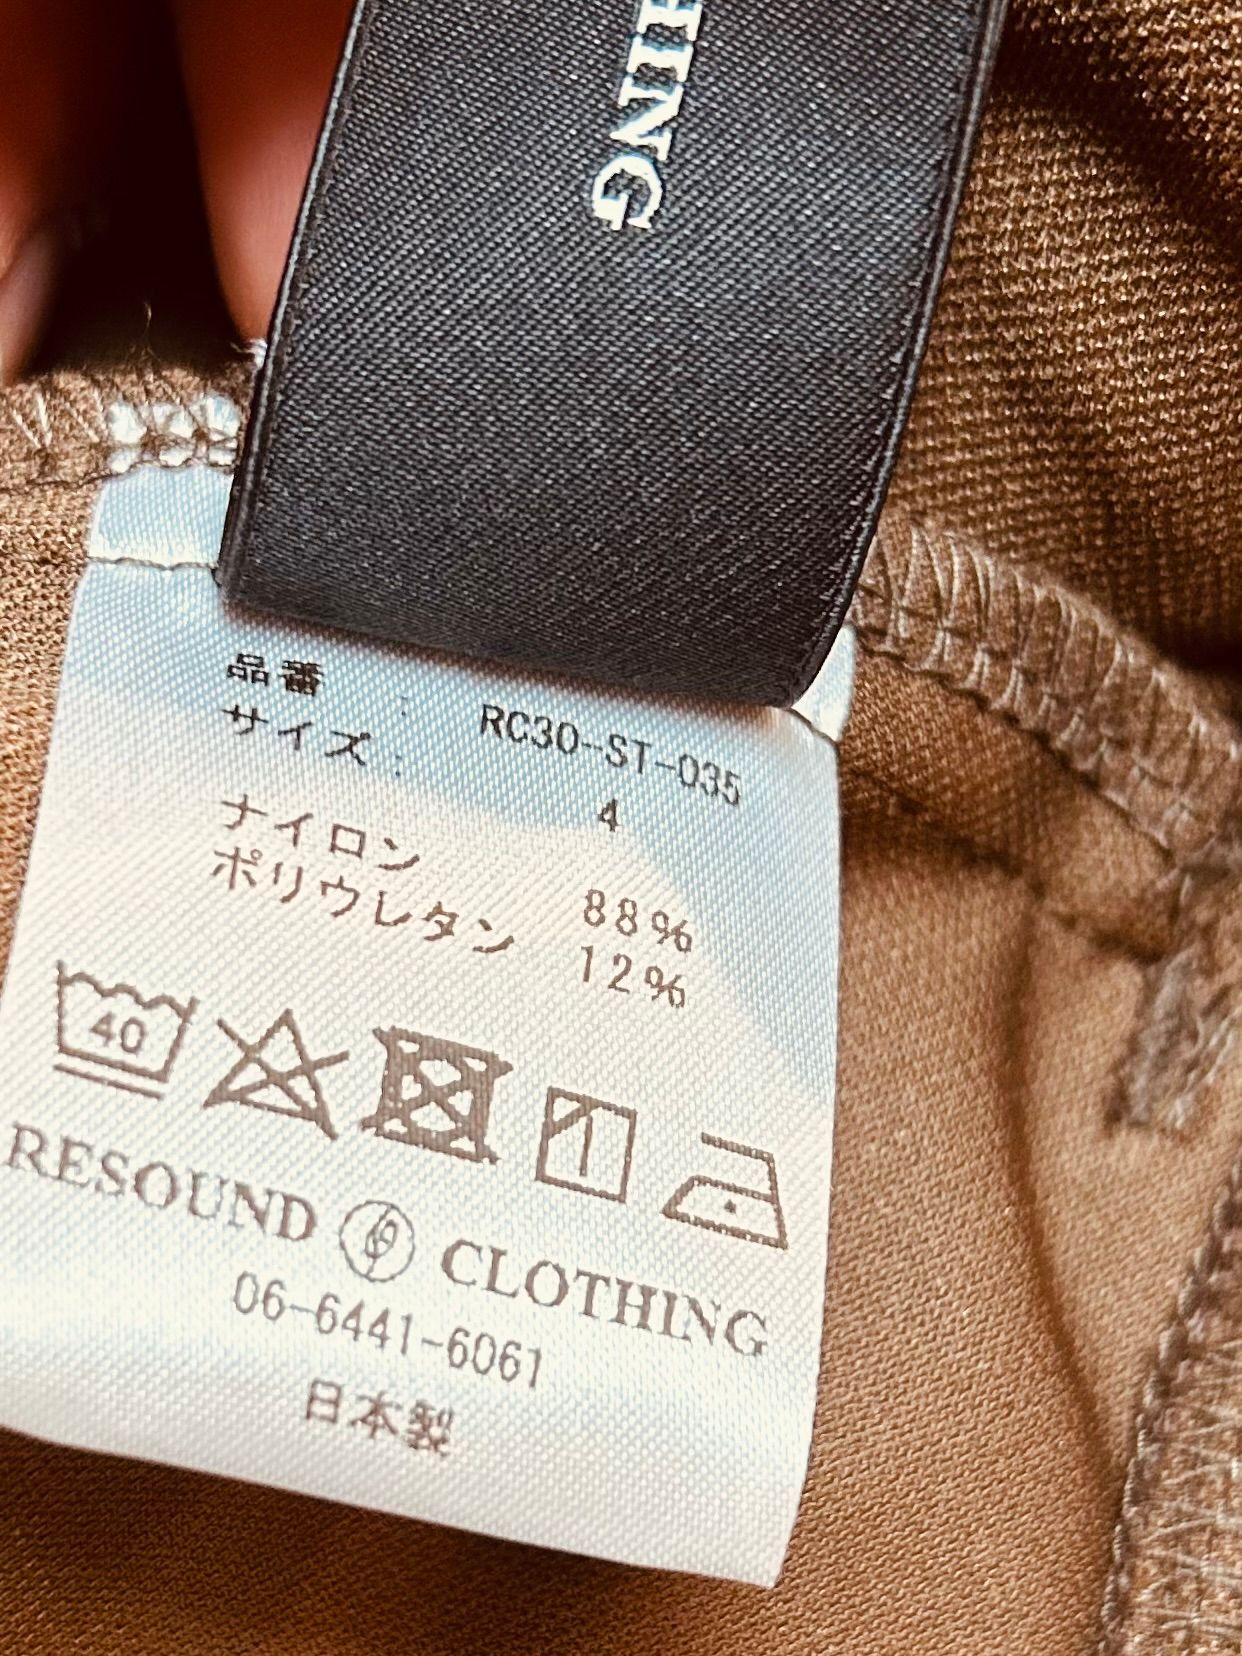 HING
品番 : RC30-ST-035
サイズ : 4
ナイロン 88%
ポリウレタン 12%
40
RESOUND CLOTHING
06-6441-6061
日本製